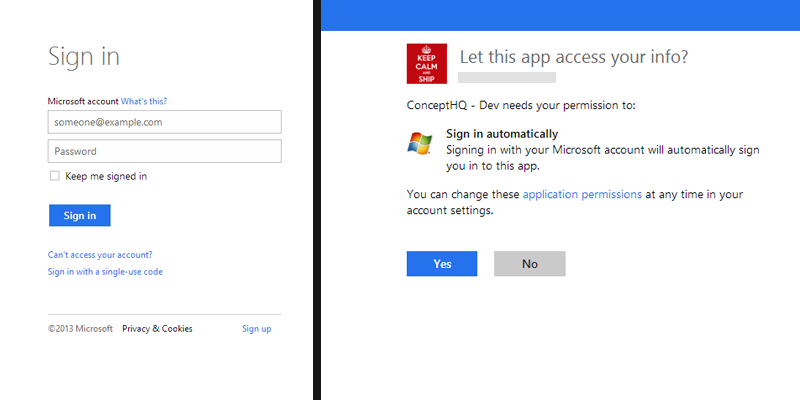 Sign in
Microsoft account What's this?
someone@example.com
Password
Keep me signed in
Sign in
Can't access your account?
Sign in with a single-use code
©2013 Microsoft Privacy & Cookies Sign up
KEEP
CALM
AND
SHIP
Let this app access your info?
ConceptHQ - Dev needs your permission to:
Sign in automatically
Signing in with your Microsoft account will automatically sign
you in to this app.
You can change these application permissions at any time in your
account settings.
Yes No